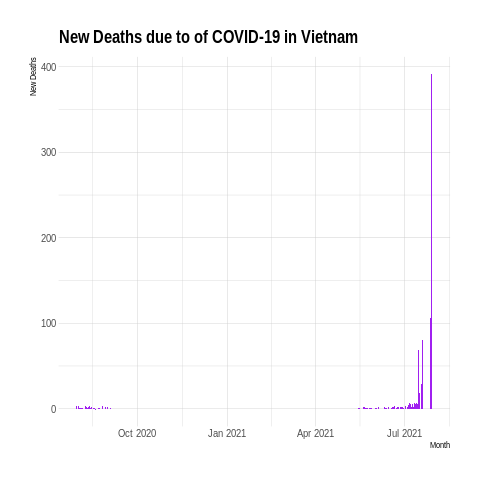 New Deaths due to of COVID-19 in Vietnam
New Deaths
400
300
200
100
0
Oct 2020 Jan 2021 Apr 2021 Jul 2021
Month